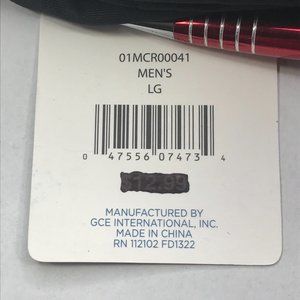 01MCR00041
MEN'S
LG
0 47556 07473 4
MANUFACTURED BY
GCE INTERNATIONAL, INC.
MADE IN CHINA
RN 112102 FD1322